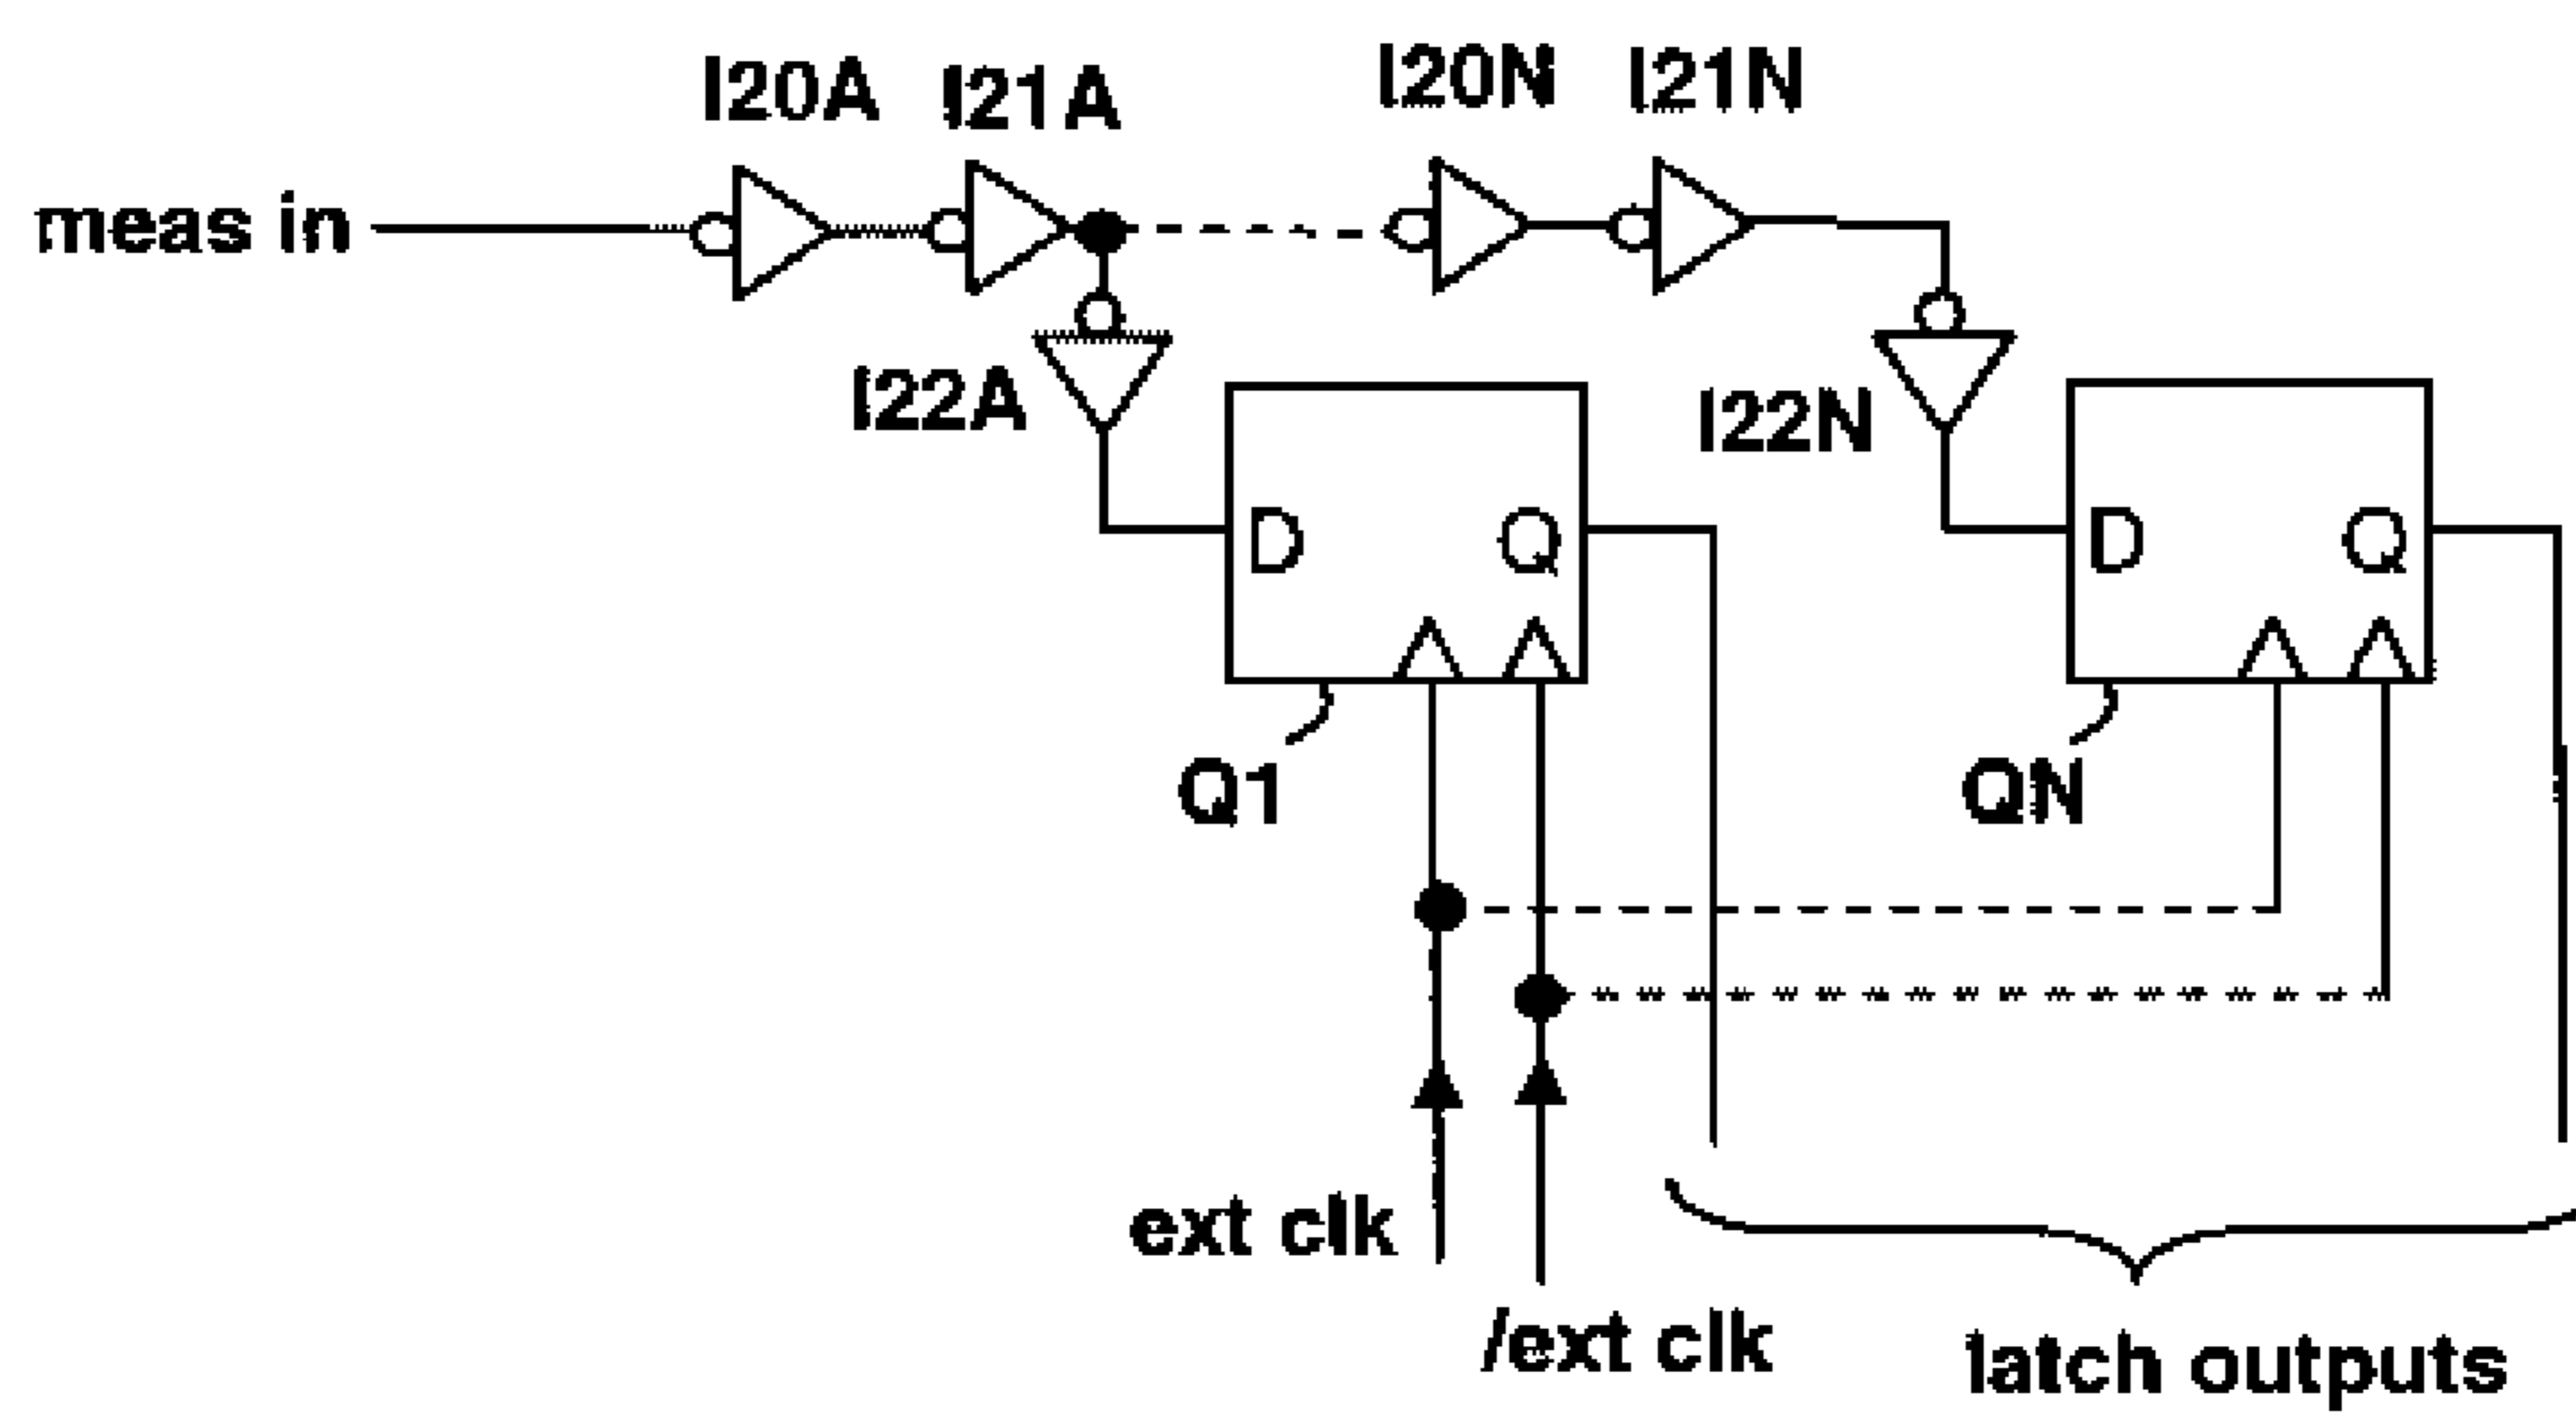 I20A I21A I20N I21N
meas in
I22A I22N
D Q D Q
Q1 QN
ext clk
/ext clk latch outputs